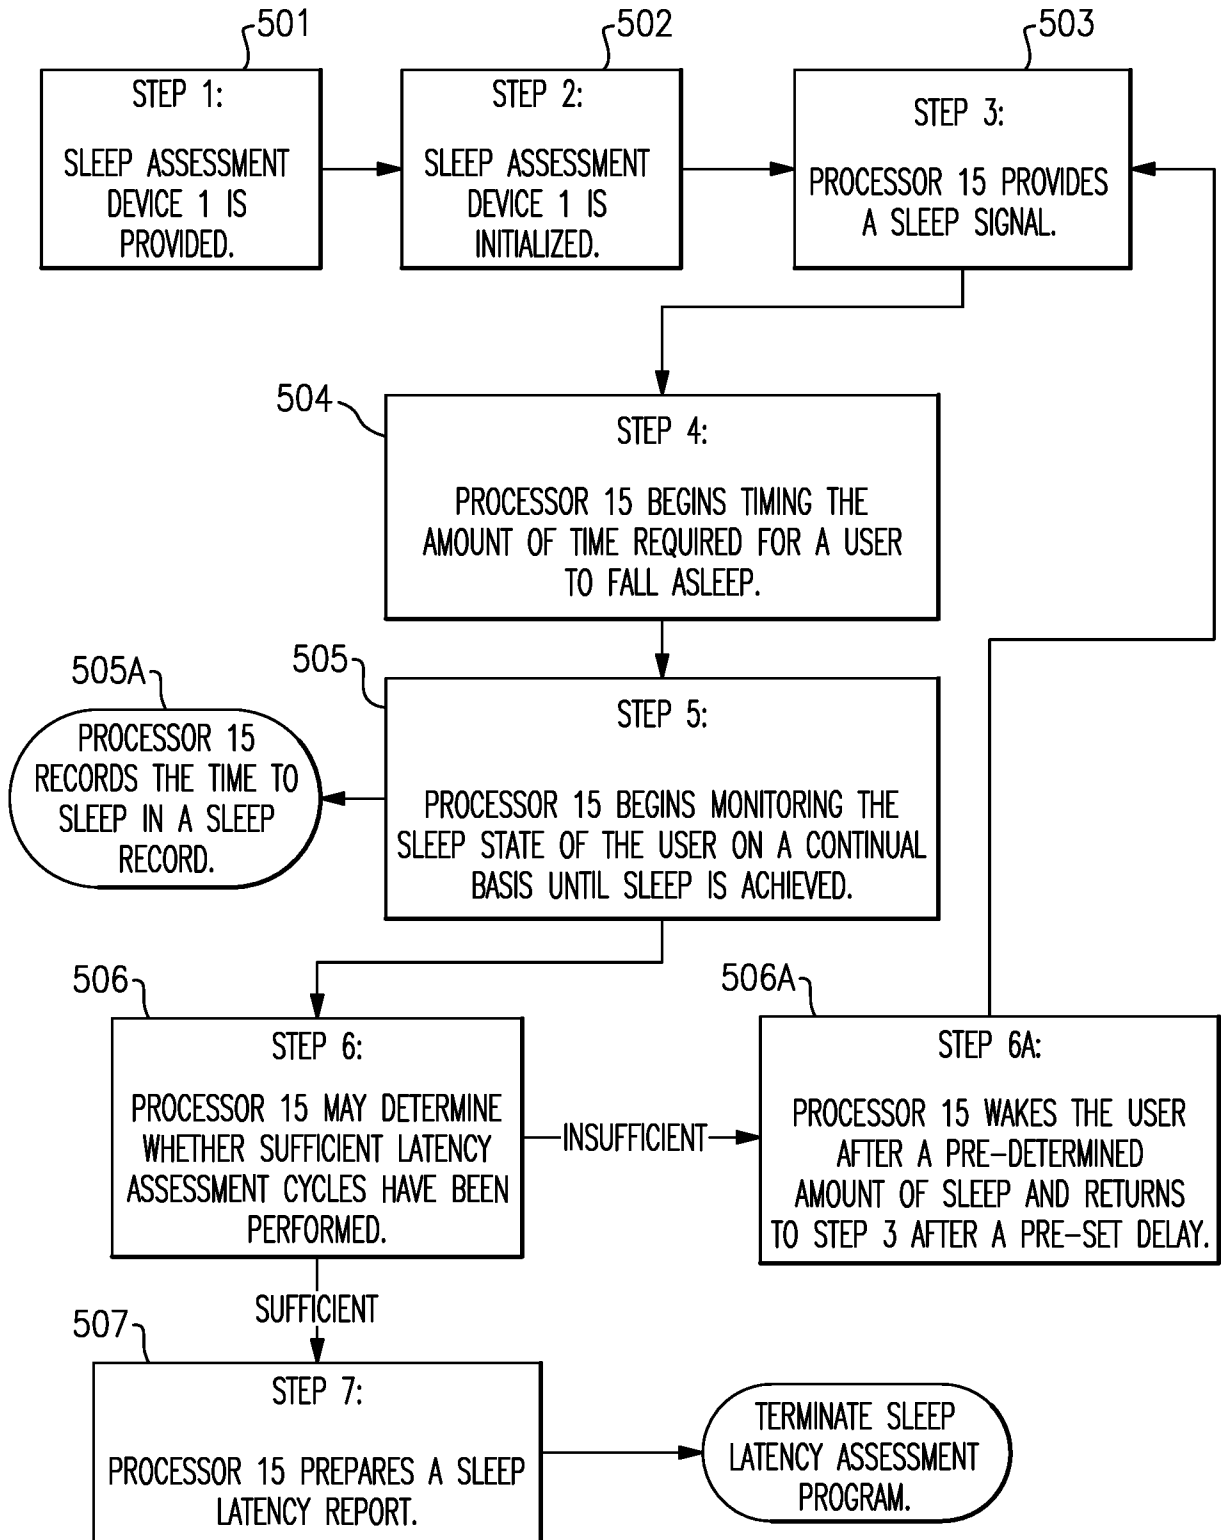 501
STEP 1:
SLEEP ASSESSMENT
DEVICE 1 IS
PROVIDED.
502
STEP 2:
SLEEP ASSESSMENT
DEVICE 1 IS
INITIALIZED.
503
STEP 3:
PROCESSOR 15 PROVIDES
A SLEEP SIGNAL.
504
STEP 4:
PROCESSOR 15 BEGINS TIMING THE
AMOUNT OF TIME REQUIRED FOR A USER
TO FALL ASLEEP.
505
STEP 5:
PROCESSOR 15 BEGINS MONITORING THE
SLEEP STATE OF THE USER ON A CONTINUAL
BASIS UNTIL SLEEP IS ACHIEVED.
505A
PROCESSOR 15
RECORDS THE TIME TO
SLEEP IN A SLEEP
RECORD.
506
STEP 6:
PROCESSOR 15 MAY DETERMINE
WHETHER SUFFICIENT LATENCY
ASSESSMENT CYCLES HAVE BEEN
PERFORMED.
INSUFFICIENT
506A
STEP 6A:
PROCESSOR 15 WAKES THE USER
AFTER A PRE-DETERMINED
AMOUNT OF SLEEP AND RETURNS
TO STEP 3 AFTER A PRE-SET DELAY.
SUFFICIENT
507
STEP 7:
PROCESSOR 15 PREPARES A SLEEP
LATENCY REPORT.
TERMINATE SLEEP
LATENCY ASSESSMENT
PROGRAM.